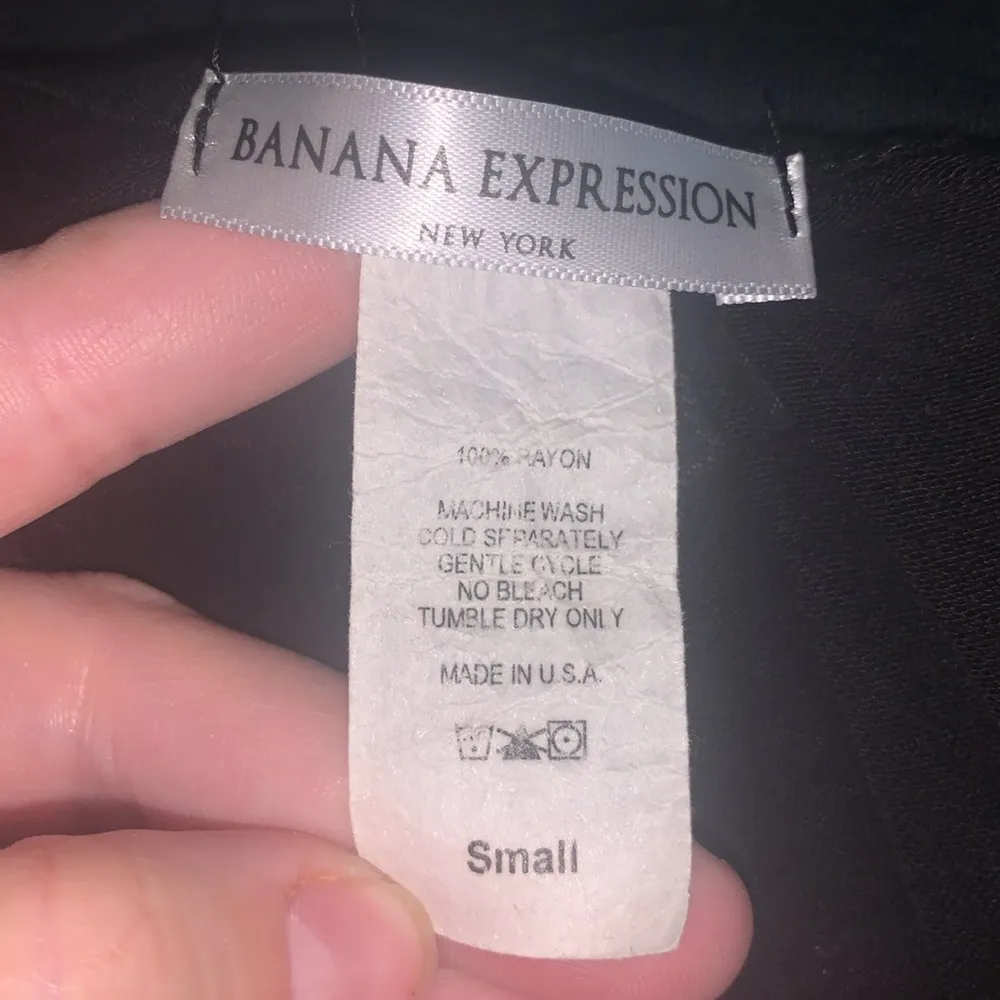 BANANA EXPRESSION
NEW YORK
100% RAYON
MACHINE WASH
COLD SEPARATELY
GENTLE CYCLE
NO BLEACH
TUMBLE DRY ONLY
MADE IN U.S.A.
Small